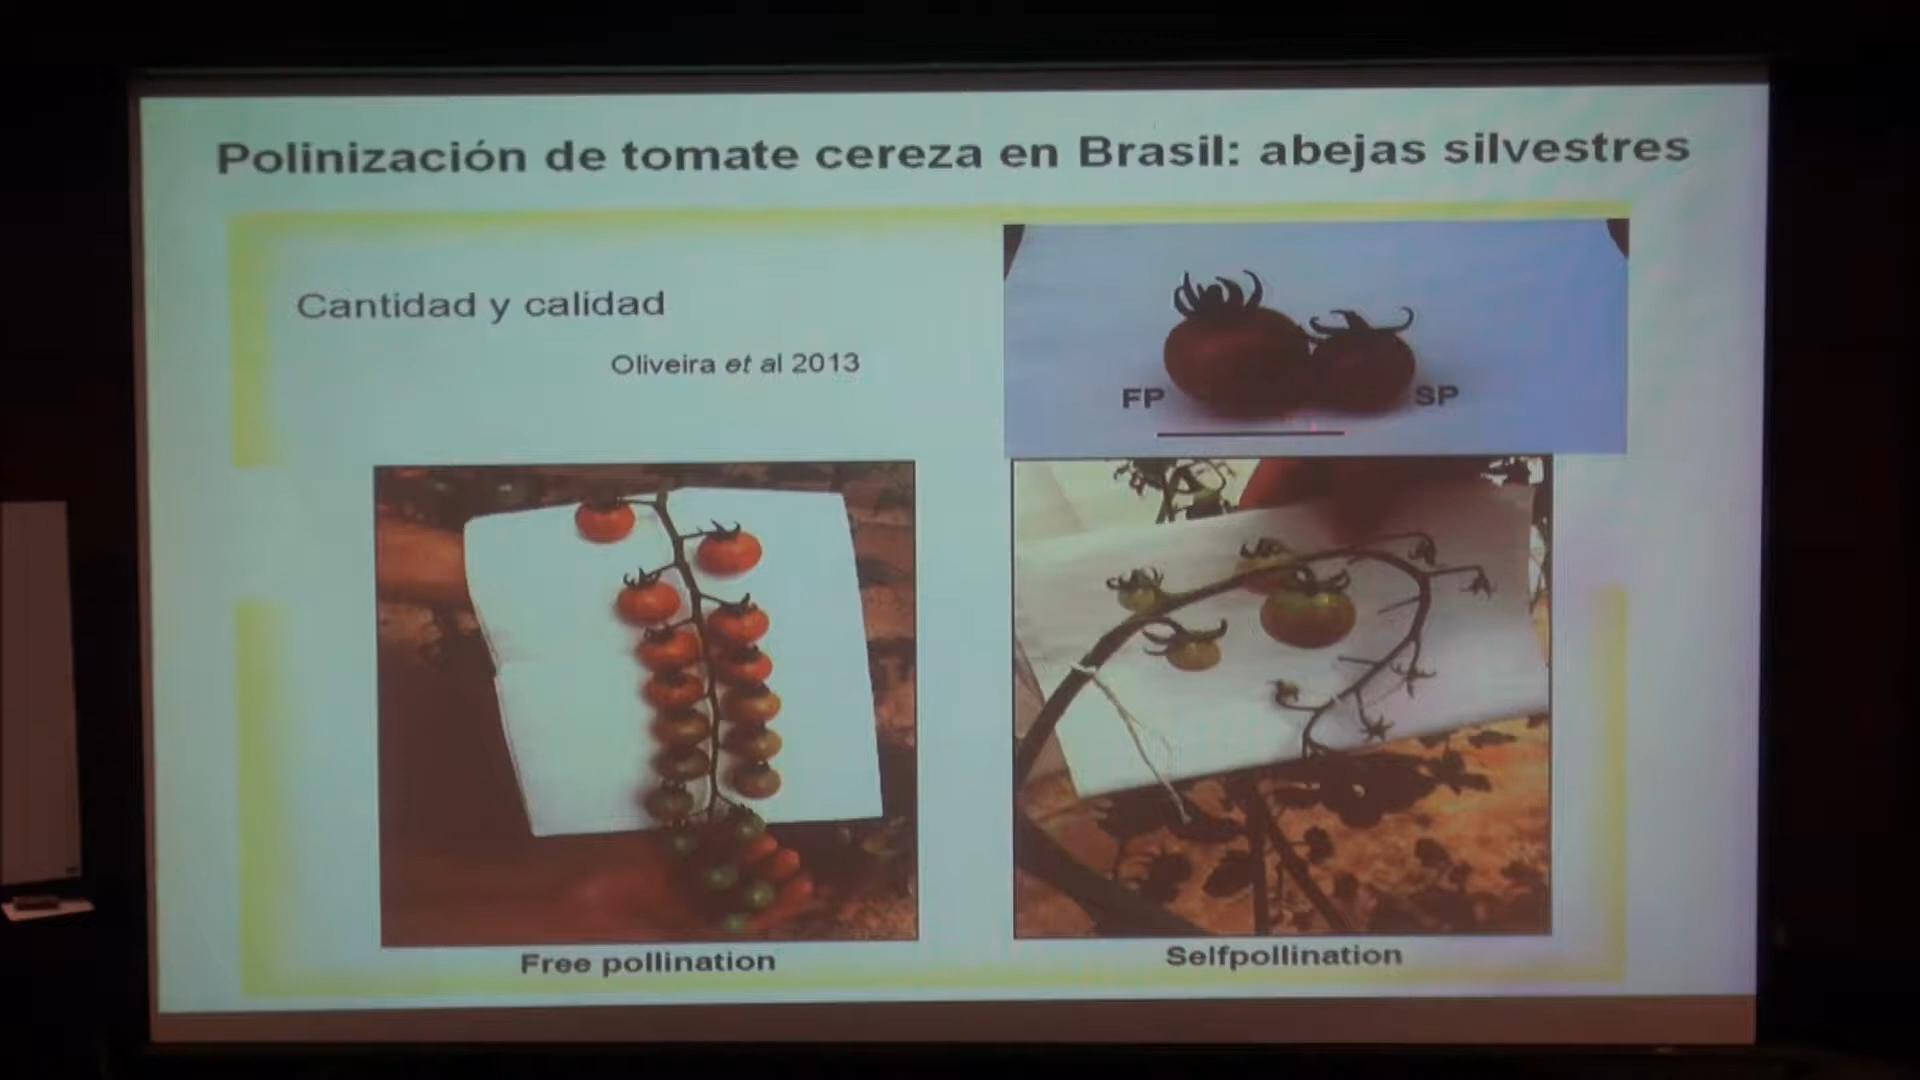 Polinización de tomate cereza en Brasil: abejas silvestres
Cantidad y calidad
Oliveira et al 2013
FP
SP
Free pollination
Selfpollination